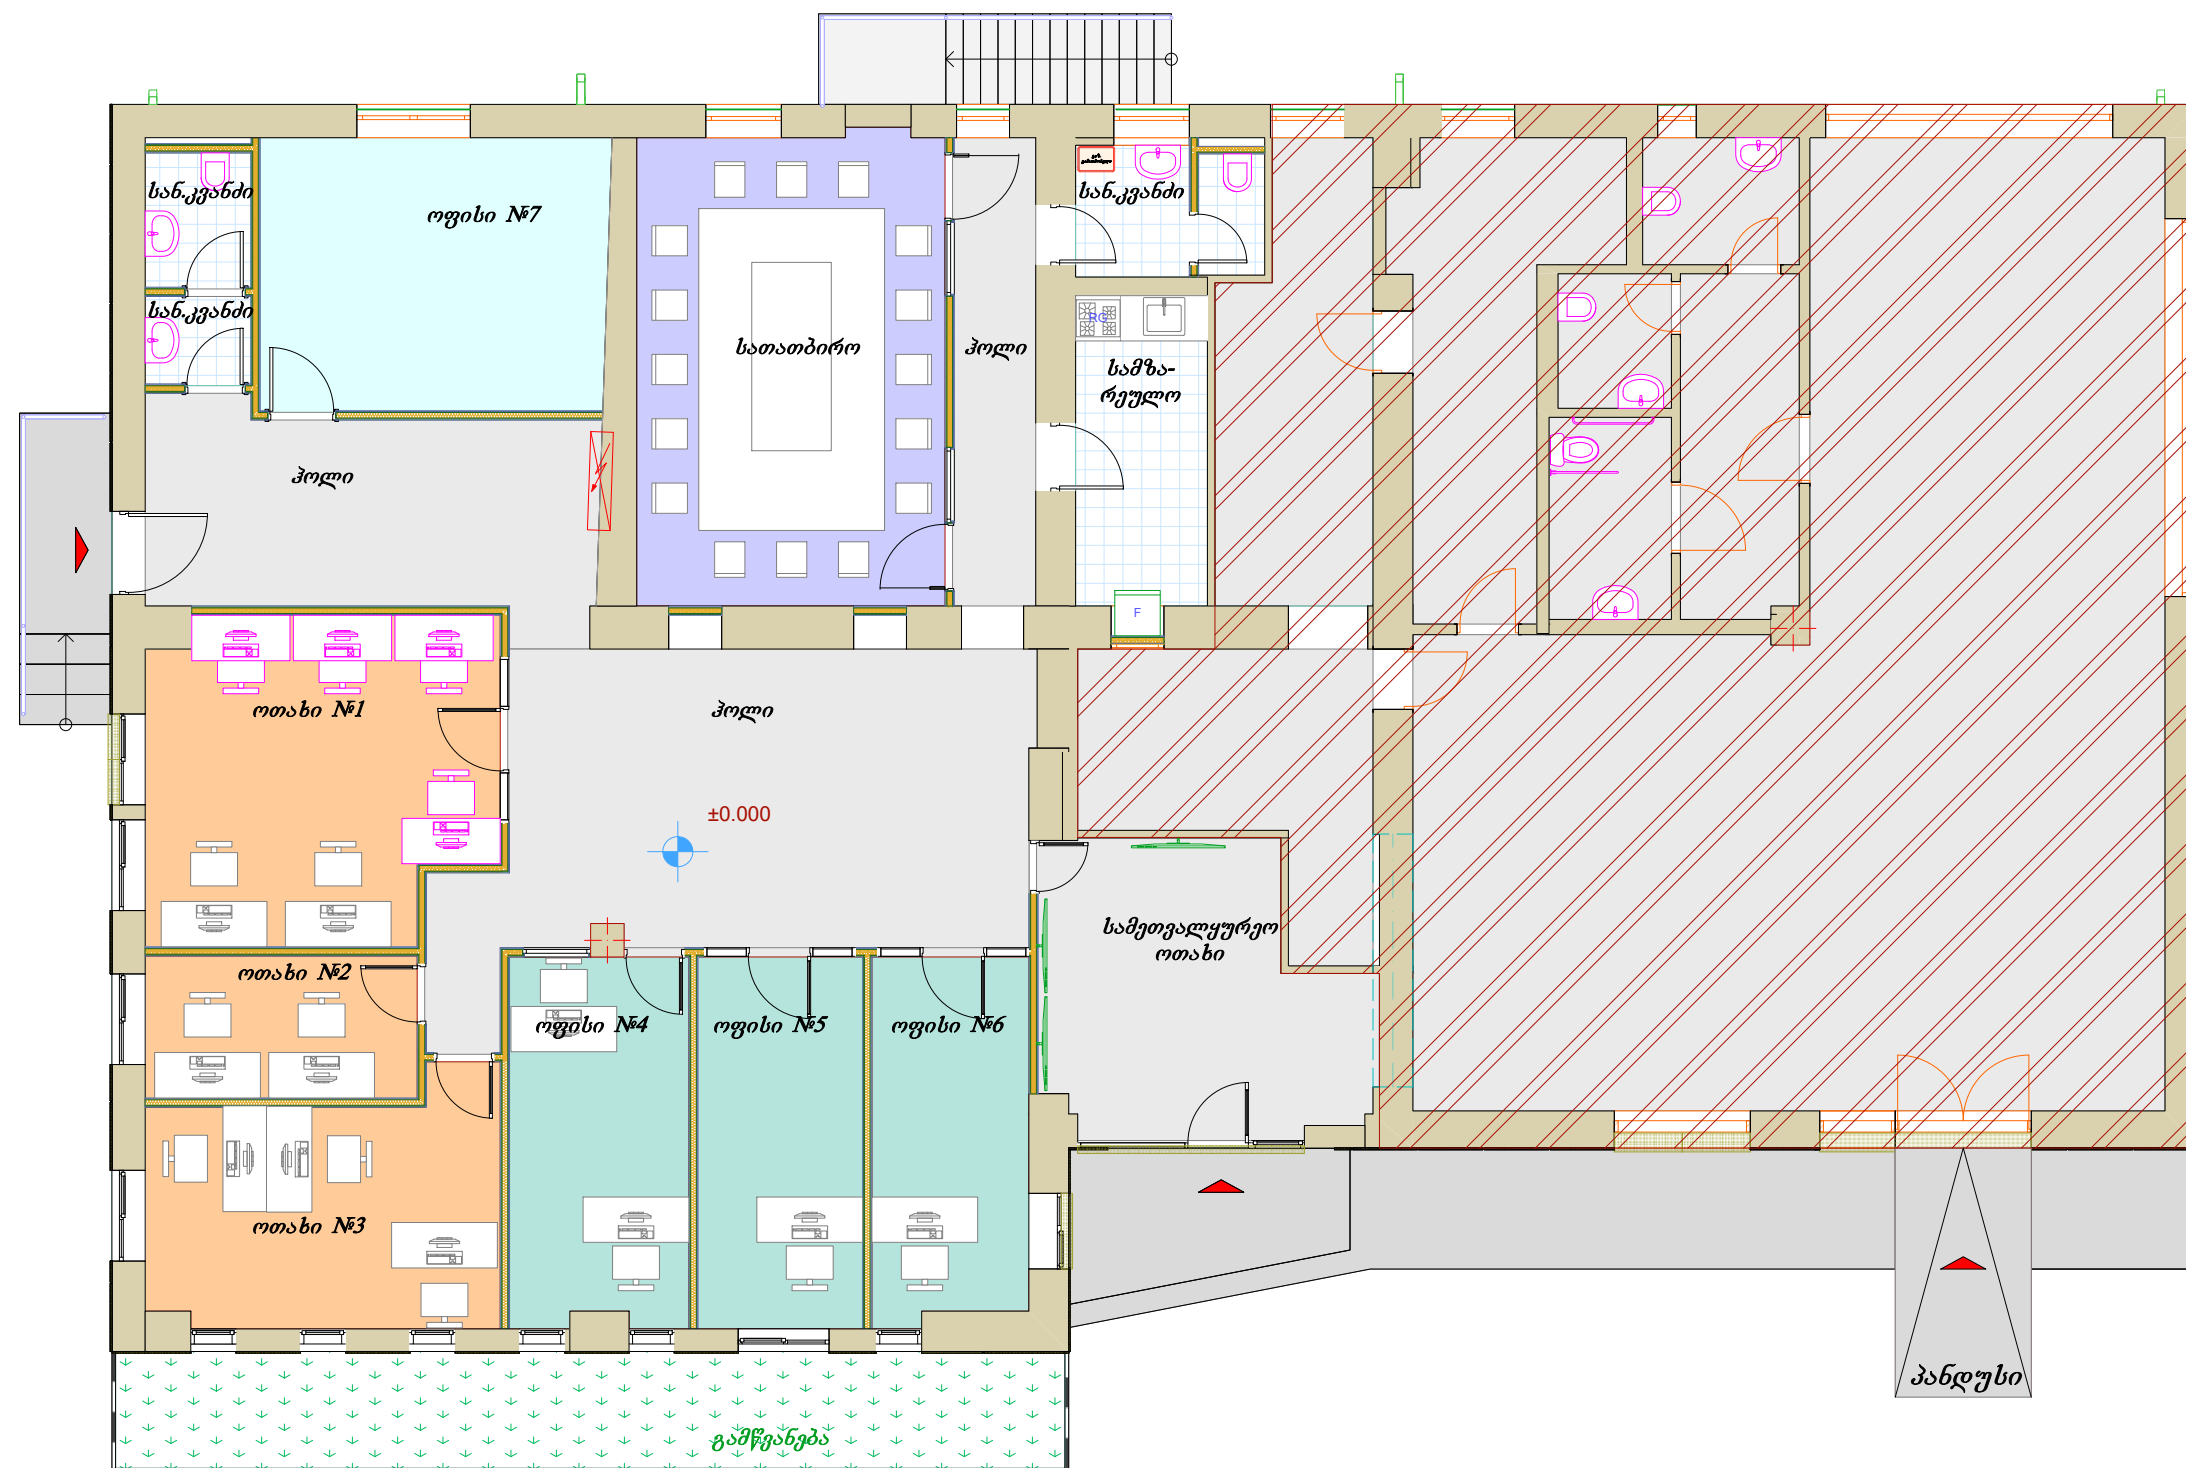 სან.კვანძი
ოფისი №7
სან.კვანძი
სან.კვანძი
RG
სათათბირო
ჰოლი
სამზა-
რეულო
ჰოლი
F
ოთახი №1
ჰოლი
±0.000
სამეთვალყურეო
ოთახი
ოთახი №2
ოფისი №4
ოფისი №5
ოფისი №6
ოთახი №3
პანდუსი
გამწვანება